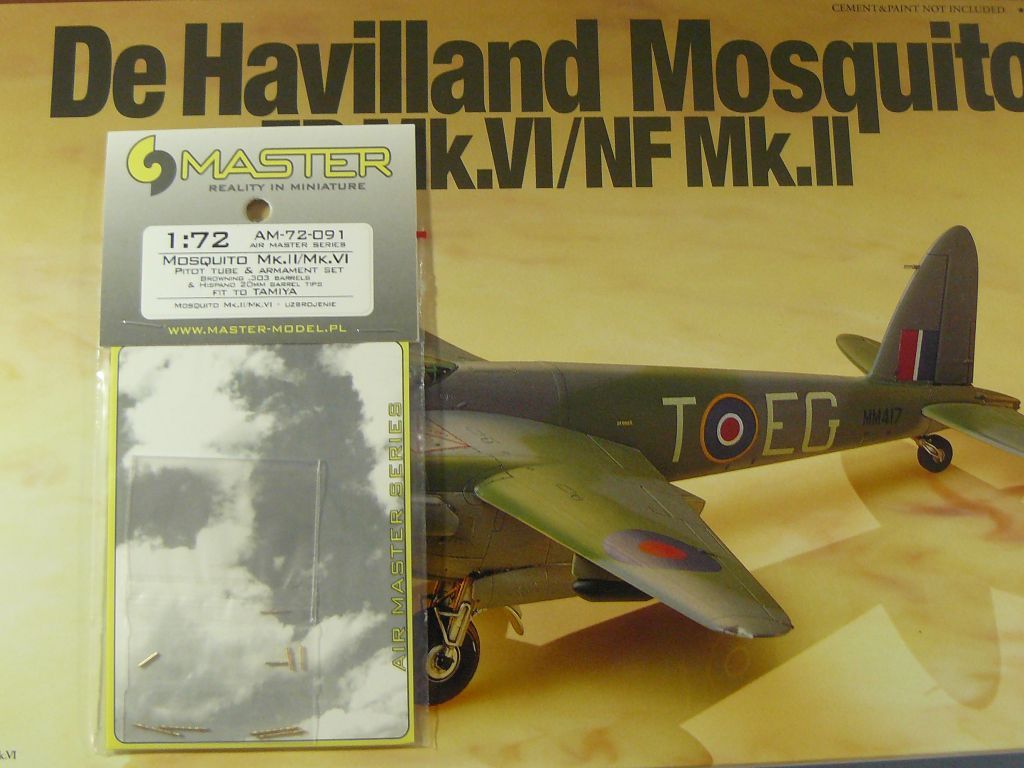 CEMENT & PAINT NOT INCLUDED
De Havilland Mosquito
Mk.VI/NF Mk.II
MASTER
REALITY IN MINIATURE
1:72 AM-72-091
AIR MASTER SERIES
MOSQUITO MK.II/MK.VI
PITOT TUBE & ARMAMENT SET
BROWNING .303 BARRELS
& HISPANO 20MM BARREL TIPS
FIT TO TAMIYA
MOSQUITO MK.II/MK.VI - UZBROJENIE
WWW.MASTER-MODEL.PL
AIR MASTER SERIES
T EG
MM417
k.VI